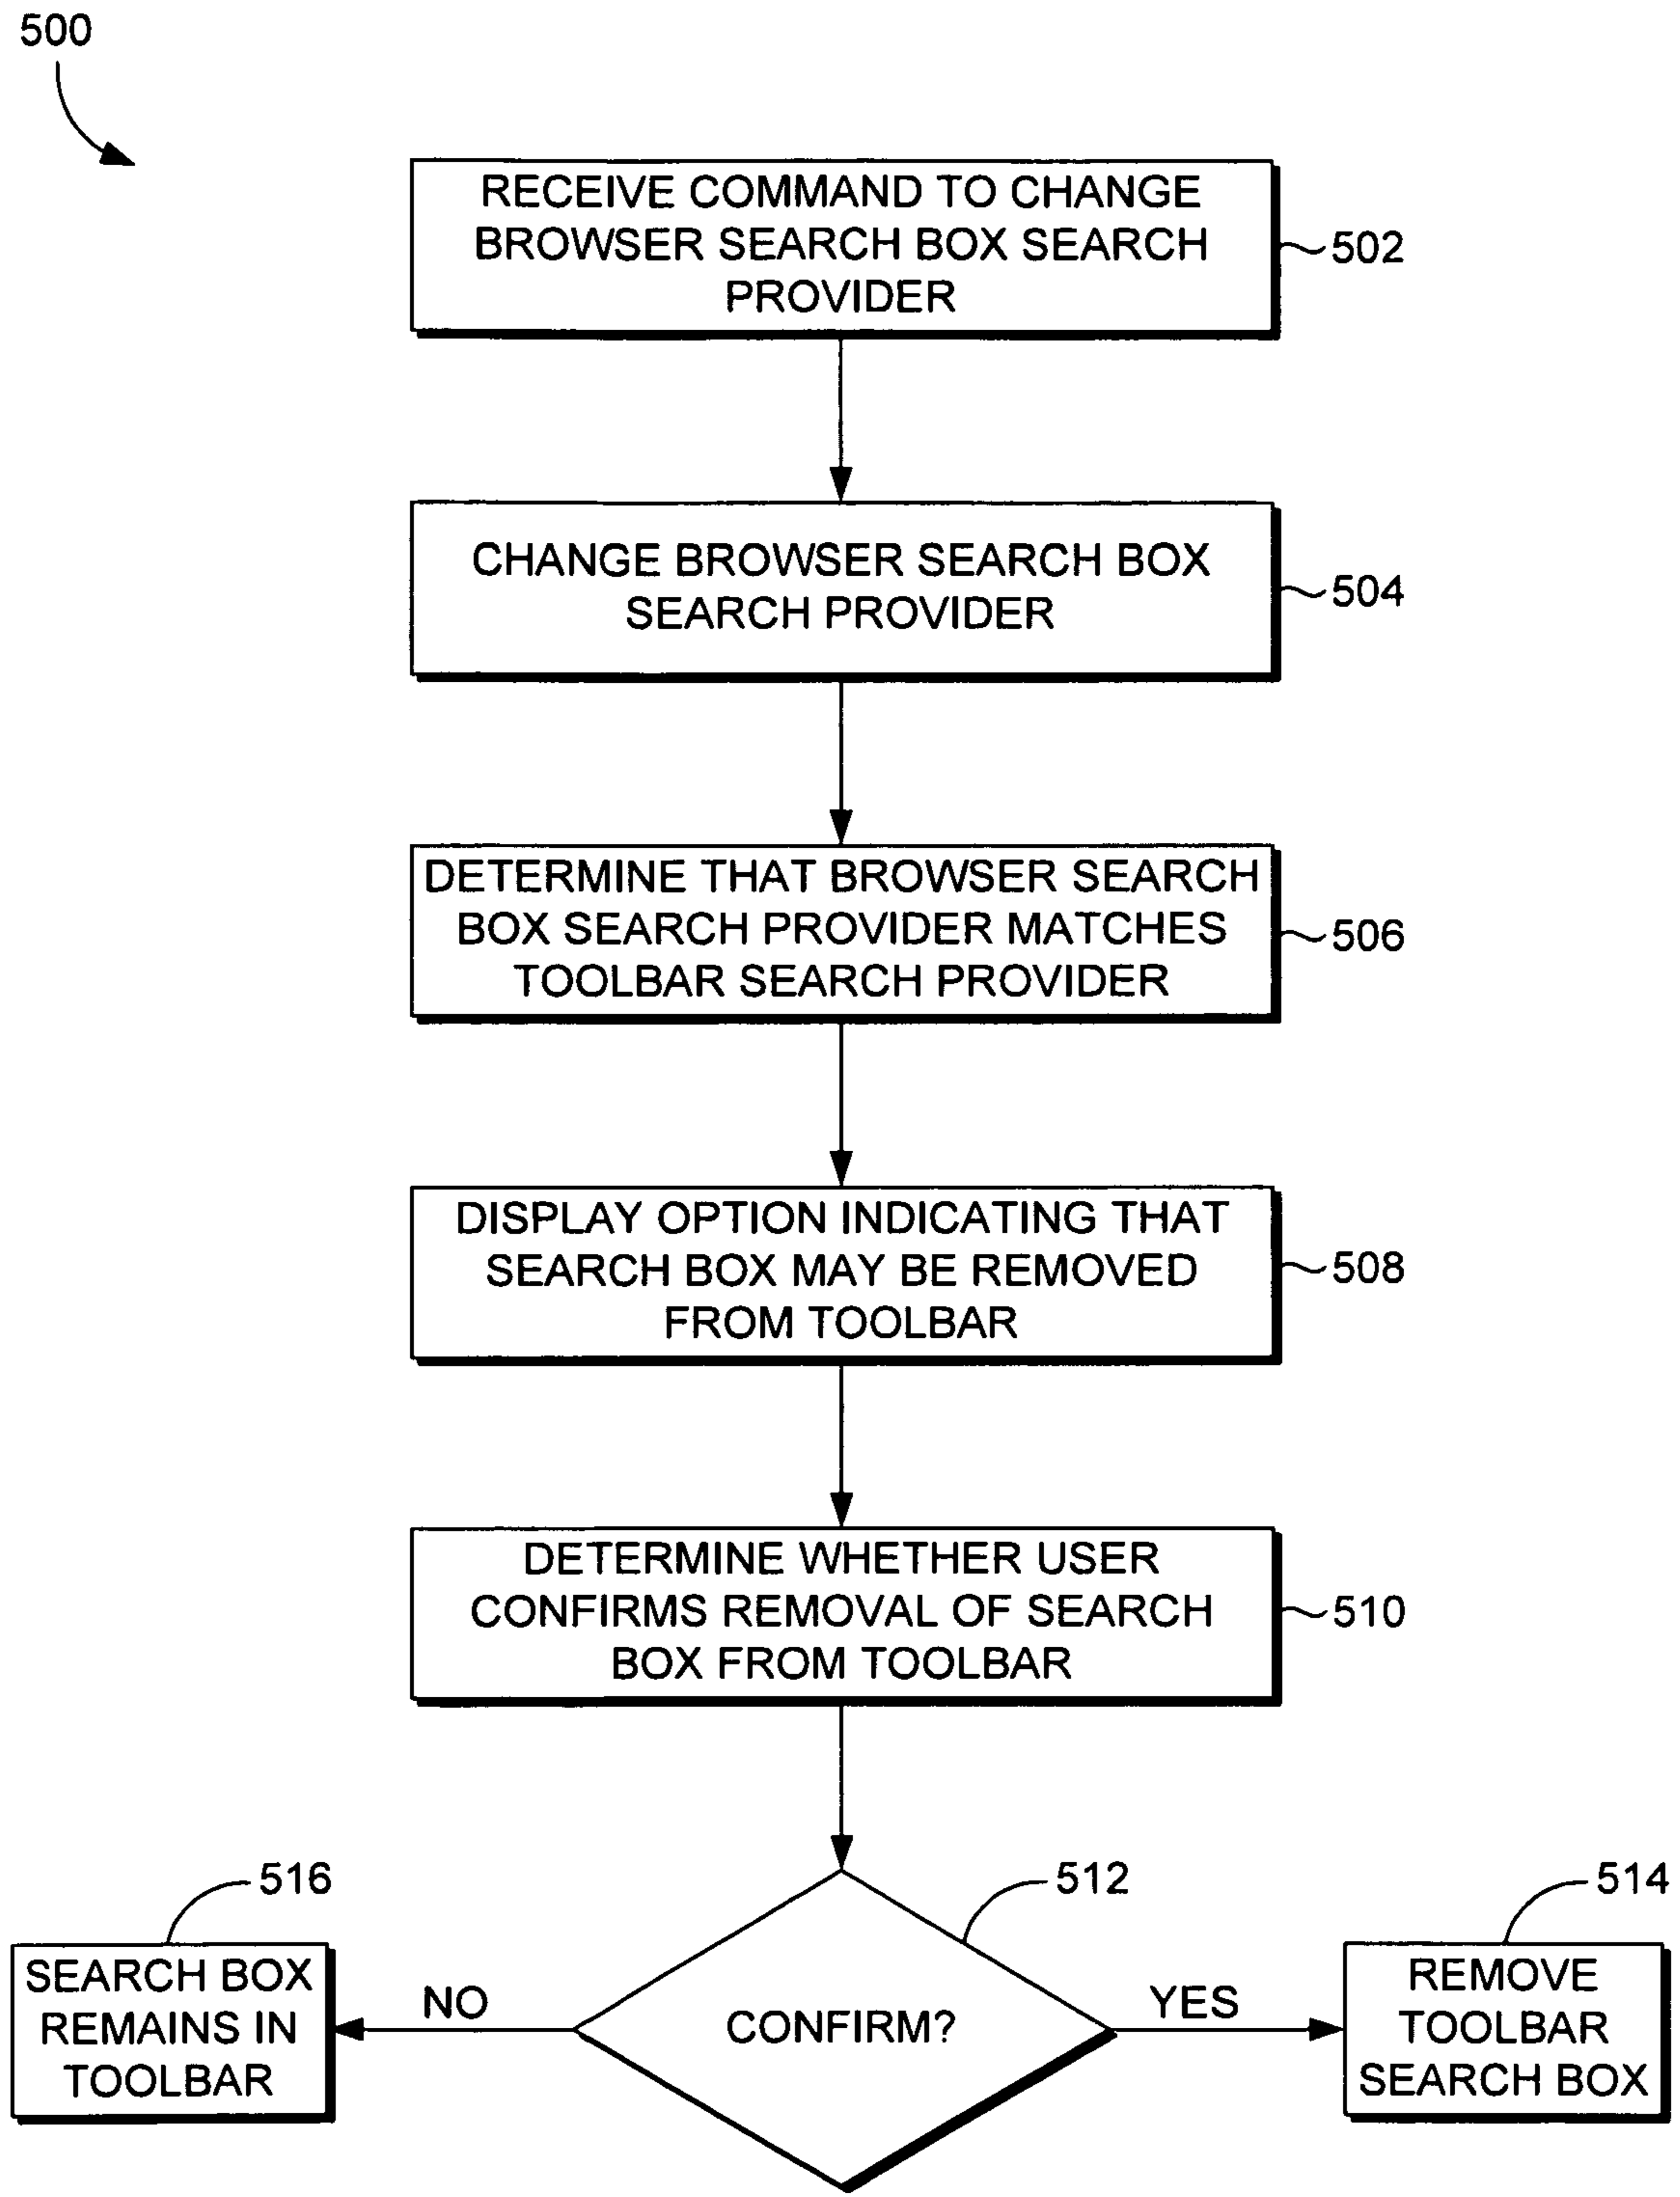 500
RECEIVE COMMAND TO CHANGE
BROWSER SEARCH BOX SEARCH
PROVIDER
502
CHANGE BROWSER SEARCH BOX
SEARCH PROVIDER
504
DETERMINE THAT BROWSER SEARCH
BOX SEARCH PROVIDER MATCHES
TOOLBAR SEARCH PROVIDER
506
DISPLAY OPTION INDICATING THAT
SEARCH BOX MAY BE REMOVED
FROM TOOLBAR
508
DETERMINE WHETHER USER
CONFIRMS REMOVAL OF SEARCH
BOX FROM TOOLBAR
510
516
SEARCH BOX
REMAINS IN
TOOLBAR
NO
512
CONFIRM?
YES
514
REMOVE
TOOLBAR
SEARCH BOX